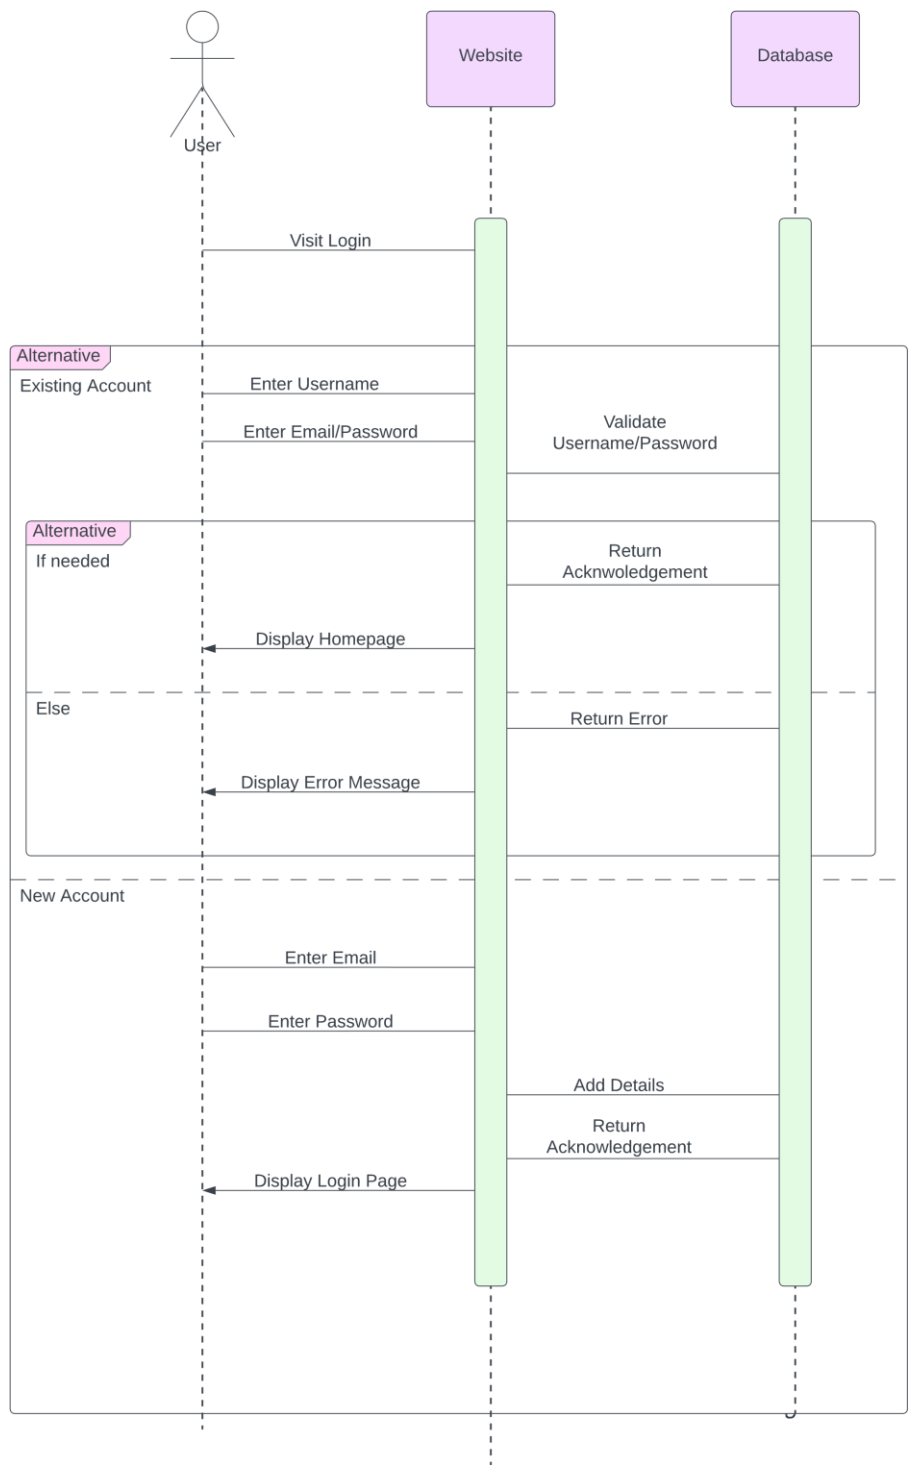 Website
Database
User
Visit Login
Alternative
Existing Account
Enter Username
Enter Email/Password
Validate
Username/Password
Alternative
If needed
Return
Acknwoledgement
Display Homepage
Else
Return Error
Display Error Message
New Account
Enter Email
Enter Password
Add Details
Return
Acknowledgement
Display Login Page